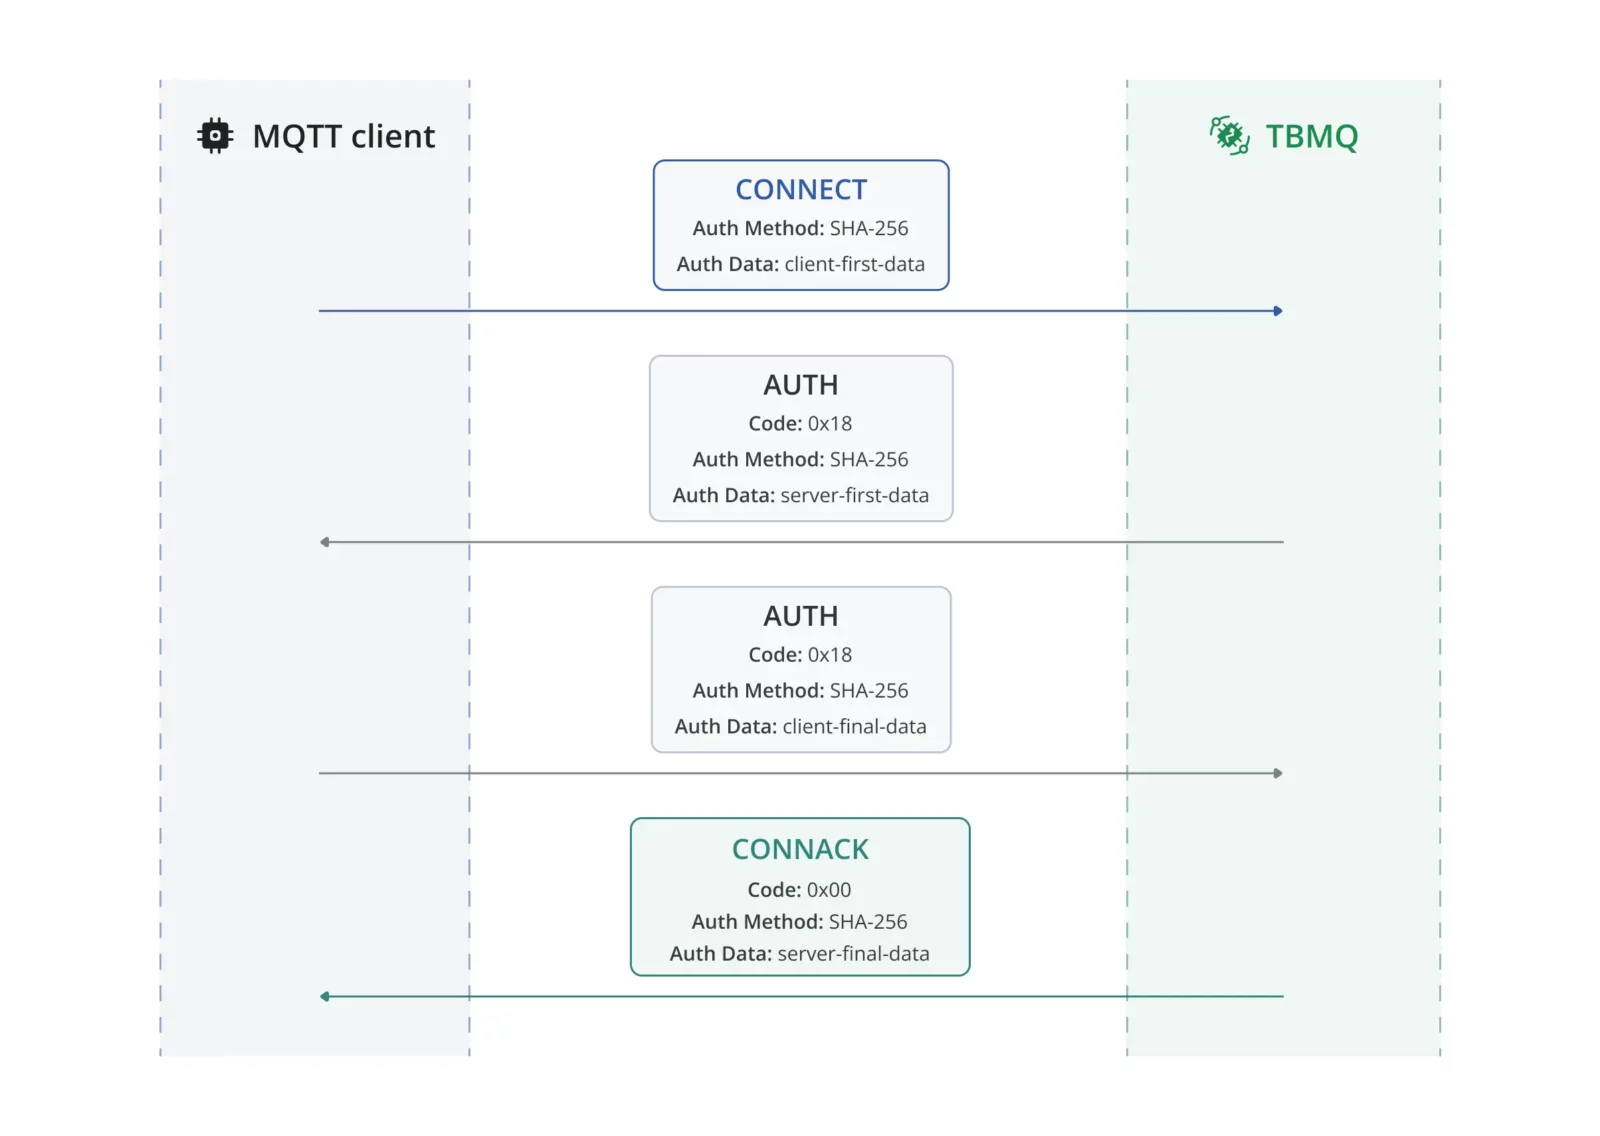 MQTT client
TBMQ
CONNECT
Auth Method: SHA-256
Auth Data: client-first-data
AUTH
Code: 0x18
Auth Method: SHA-256
Auth Data: server-first-data
AUTH
Code: 0x18
Auth Method: SHA-256
Auth Data: client-final-data
CONNACK
Code: 0x00
Auth Method: SHA-256
Auth Data: server-final-data